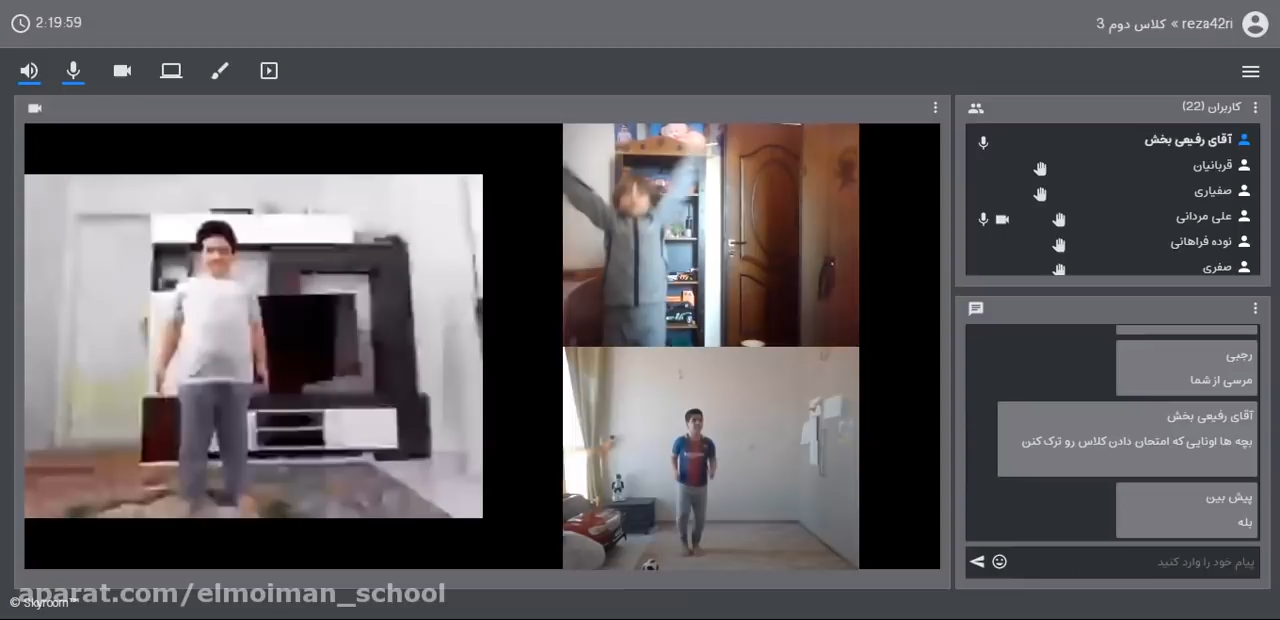 2:19:59
reza42ri » کلاس دوم 3
کاربران (22)
آقای رفیعی بخش
قربانیان
صفیاری
علی مردانی
نوده فراهانی
صفری
رجبی
مرسی از شما
آقای رفیعی بخش
بچه ها اونایی که امتحان دادن کلاس رو ترک کنن
پیش بین
بله
پیام خود را وارد کنید
aparat.com/elmoiman_school
© Skyroom™